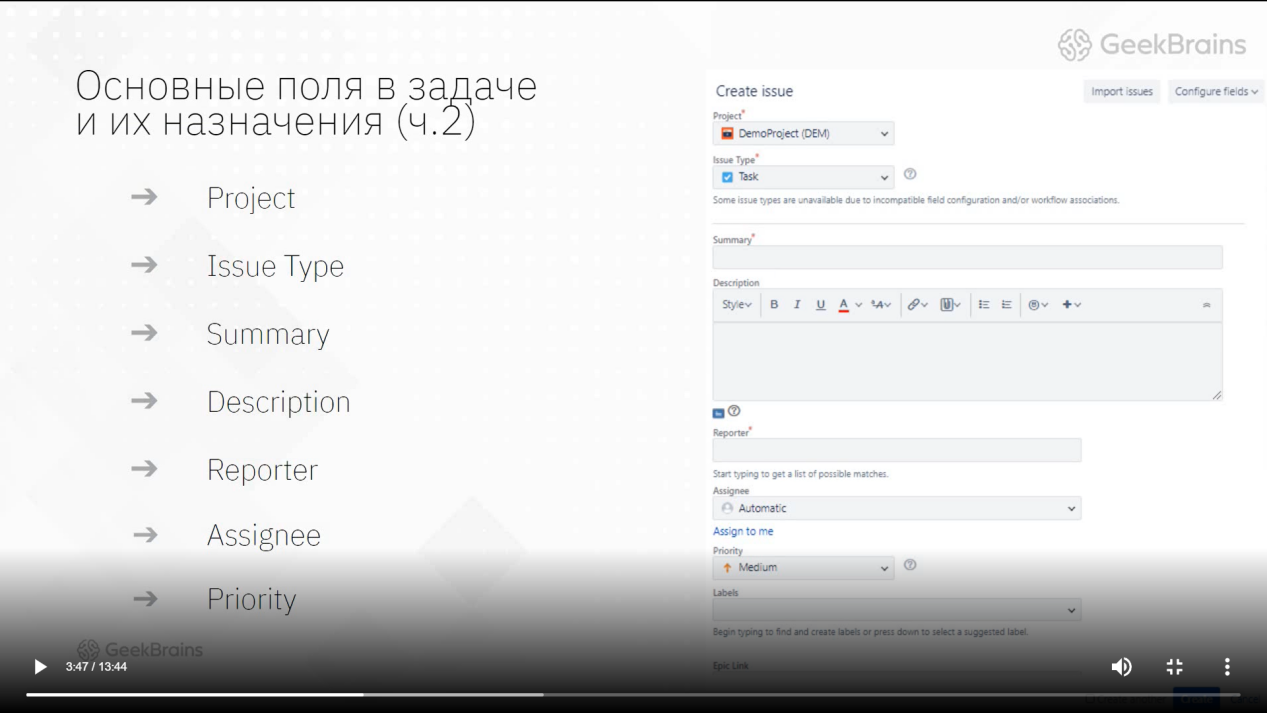 GeekBrains
Основные поля в задаче
и их назначения (ч.2)
➔ Project
➔ Issue Type
➔ Summary
➔ Description
➔ Reporter
➔ Assignee
➔ Priority
Create issue
Import issues
Configure fields
Project*
DemoProject (DEM)
Issue Type*
Task
Some issue types are unavailable due to incompatible field configuration and/or workflow associations.
Summary*
Description
Style B I U A
Reporter*
Start typing to get a list of possible matches.
Assignee
Automatic
Assign to me
Priority
Medium
Labels
Begin typing to find and create labels or press down to select a suggested label.
Epic Link
Create
GeekBrains
3:47 / 13:44